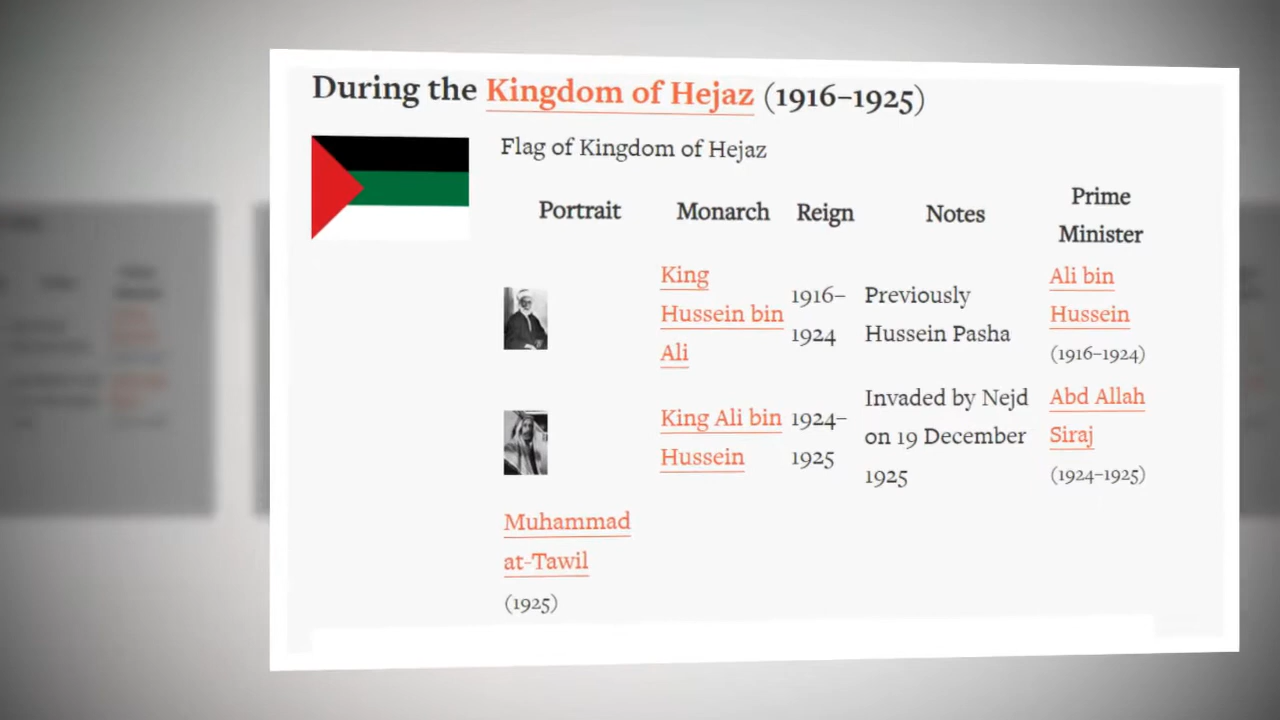 During the Kingdom of Hejaz (1916–1925)
Flag of Kingdom of Hejaz
Portrait Monarch Reign Notes Prime Minister
King Hussein bin Ali 1916–1924 Previously Hussein Pasha Ali bin Hussein (1916–1924)
King Ali bin Hussein 1924–1925 Invaded by Nejd on 19 December 1925 Abd Allah Siraj (1924–1925)
Muhammad
at-Tawil
(1925)